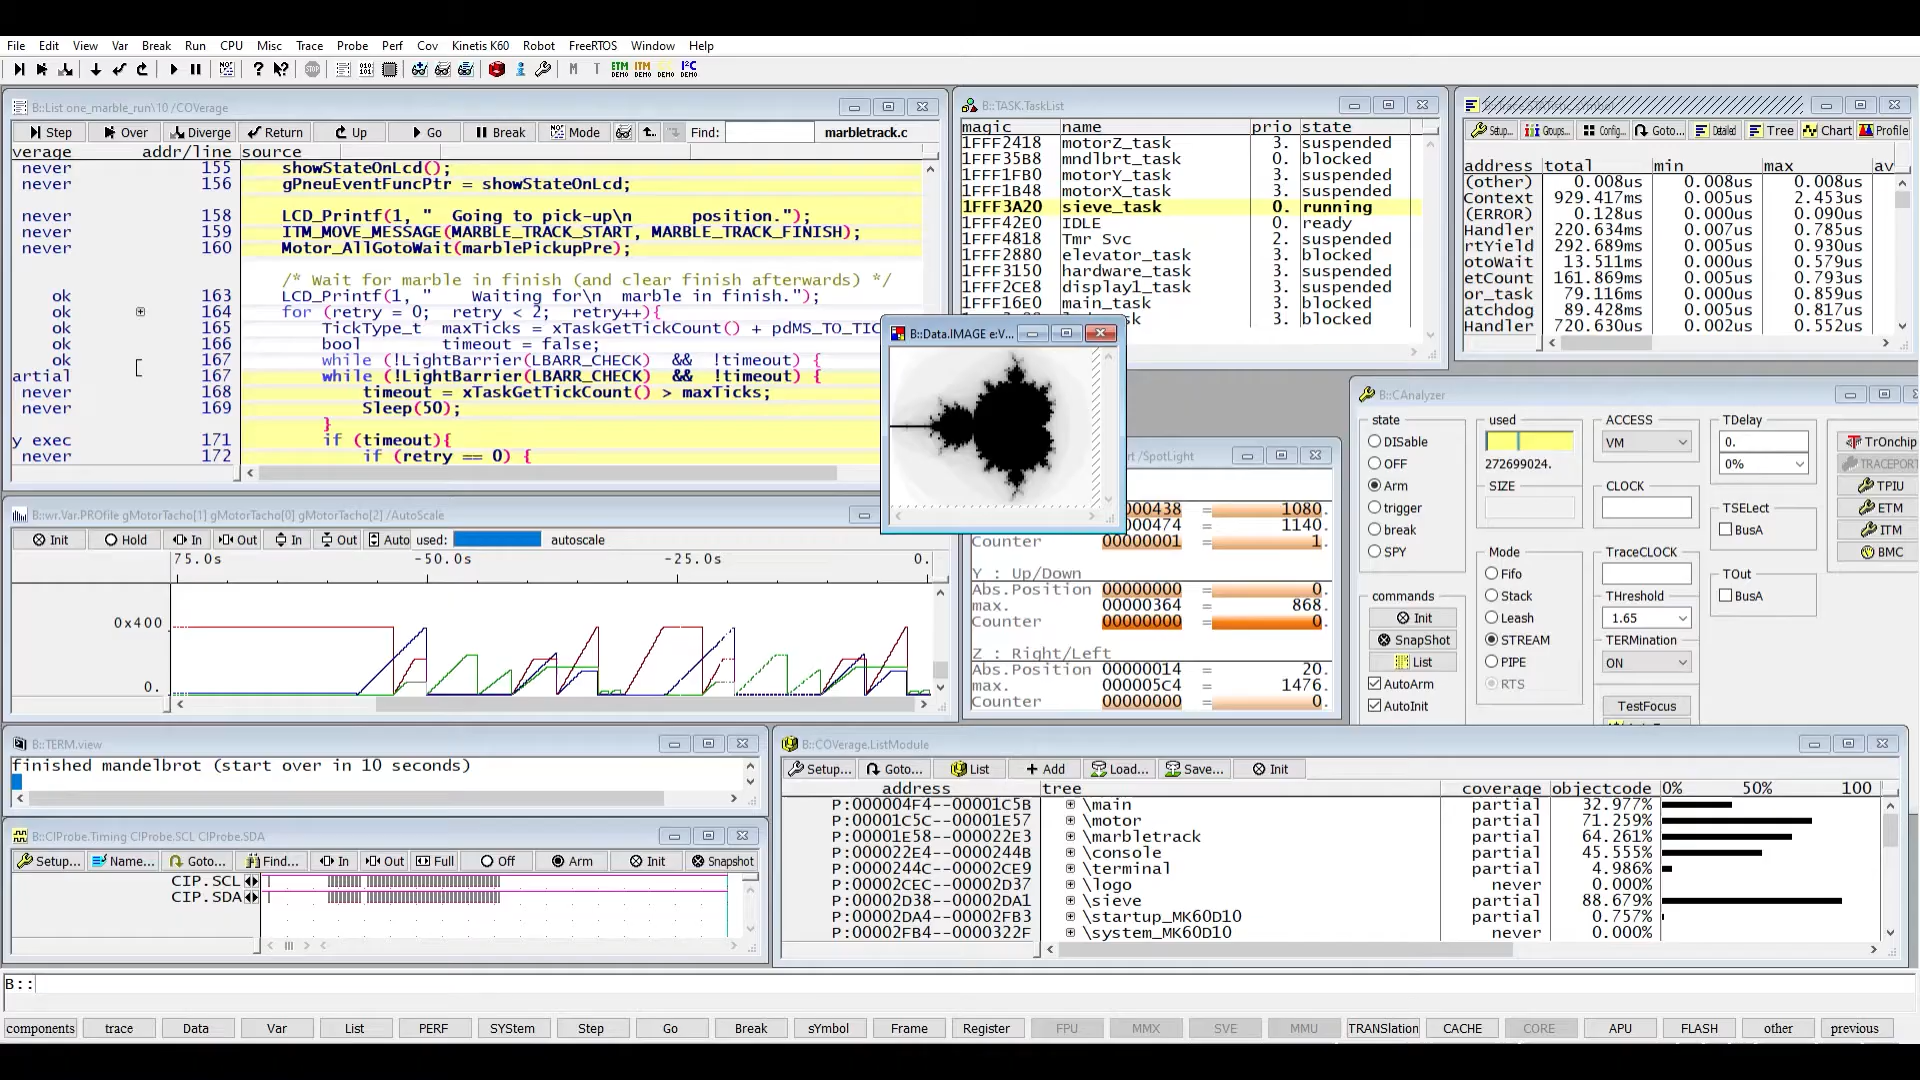 File Edit View Var Break Run CPU Misc Trace Probe Perf Cov Kinetis K60 Robot FreeRTOS Window Help
ETM DEMO ITM DEMO DEMO I²C DEMO
B::List one_marble_run\10 /COVerage
Step Over Diverge Return Up Go Break Mode Find: marbletrack.c
verage addr/line source
never 155 showStateOnLcd();
never 156 gPneuEventFuncPtr = showStateOnLcd;
never 158 LCD_Printf(1, "  Going to pick-up\n      position.");
never 159 ITM_MOVE_MESSAGE(MARBLE_TRACK_START, MARBLE_TRACK_FINISH);
never 160 Motor_AllGotoWait(marblePickupPre);
/* Wait for marble in finish (and clear finish afterwards) */
ok 163 LCD_Printf(1, "    Waiting for\n  marble in finish.");
ok 164 for (retry = 0;  retry < 2;  retry++){
ok 165 TickType_t  maxTicks = xTaskGetTickCount() + pdMS_TO_TIC
ok 166 bool        timeout = false;
ok 167 while (!LightBarrier(LBARR_CHECK)  &&  !timeout) {
artial 167 while (!LightBarrier(LBARR_CHECK)  &&  !timeout) {
never 168 timeout = xTaskGetTickCount() > maxTicks;
never 169 Sleep(50);
}
y exec 171 if (timeout){
never 172 if (retry == 0) {
B::TASK.TaskList
magic name prio state
1FFF2418 motorZ_task 3. suspended
1FFF35B8 mndlbrt_task 0. blocked
1FFF1FB0 motorY_task 3. suspended
1FFF1B48 motorX_task 3. suspended
1FFF3A20 sieve_task 0. running
1FFF42E0 IDLE 0. ready
1FFF4818 Tmr Svc 2. suspended
1FFF2880 elevator_task 3. blocked
1FFF3150 hardware_task 3. suspended
1FFF2CE8 display1_task 3. suspended
1FFF16E0 main_task 3. blocked
3. blocked
Setup... Groups... Config... Goto... Detailed Tree Chart Profile
address total min max av
(other) 0.008us 0.008us 0.008us
Context 929.417ms 0.005us 2.453us
(ERROR) 0.128us 0.008us 0.090us
Handler 220.634ms 0.007us 0.785us
rtYield 292.689ms 0.005us 0.930us
otoWait 13.511ms 0.005us 0.579us
etCount 161.869ms 0.005us 0.793us
or_task 79.116ms 0.005us 0.859us
atchdog 89.428ms 0.005us 0.817us
Handler 720.630ms 0.002us 0.552us
B::Data.IMAGE e:V...
rt /SpotLight
00000438 = 1080.
00000474 = 1140.
Counter 00000001 = 1.
Y : Up/Down
Abs.Position 00000000 = 0.
max. 00000364 = 868.
Counter 00000000 = 0.
Z : Right/Left
Abs.Position 00000014 = 20.
max. 000005C4 = 1476.
Counter 00000000 = 0.
B::CAnalyzer
state
DISable
OFF
Arm
trigger
break
SPY
commands
Init
SnapShot
List
AutoArm
AutoInit
used
272699024.
SIZE
Mode
Fifo
Stack
Leash
STREAM
PIPE
RTS
ACCESS
VM
CLOCK
TraceCLOCK
THreshold
1.65
TERMination
ON
TestFocus
TDelay
0.
0%
TSELect
BusA
TOut
BusA
TrOnchip
TRACEPORT
TPIU
ETM
ITM
BMC
B::wr.Var.PROfile gMotorTacho[1] gMotorTacho[0] gMotorTacho[2] /AutoScale
Init Hold In Out In Out Auto used: autoscale
75.0s -50.0s -25.0s 0.
0x400
0.
B::TERM.view
finished mandelbrot (start over in 10 seconds)
B::CIProbe.Timing CIProbe.SCL CIProbe.SDA
Setup... Name... Goto... Find... In Out Full Off Arm Init Snapshot
CIP.SCL
CIP.SDA
B::COVerage.ListModule
Setup... Goto... List Add Load... Save... Init
address tree coverage objectcode 0% 50% 100
P:000004F4--00001C5B \main partial 32.977%
P:00001C5C--00001E57 \motor partial 71.259%
P:00001E58--000022E3 \marbletrack partial 64.261%
P:000022E4--0000244B \console partial 45.555%
P:0000244C--00002CE9 \terminal partial 4.986%
P:00002CEC--00002D37 \logo never 0.000%
P:00002D38--00002DA1 \sieve partial 88.679%
P:00002DA4--00002FB3 \startup_MK60D10 partial 0.757%
P:00002FB4--0000322F \system_MK60D10 never 0.000%
B::
components trace Data Var List PERF SYStem Step Go Break sYmbol Frame Register FPU MMX SVE MMU TRANSlation CACHE CORE APU FLASH other previous